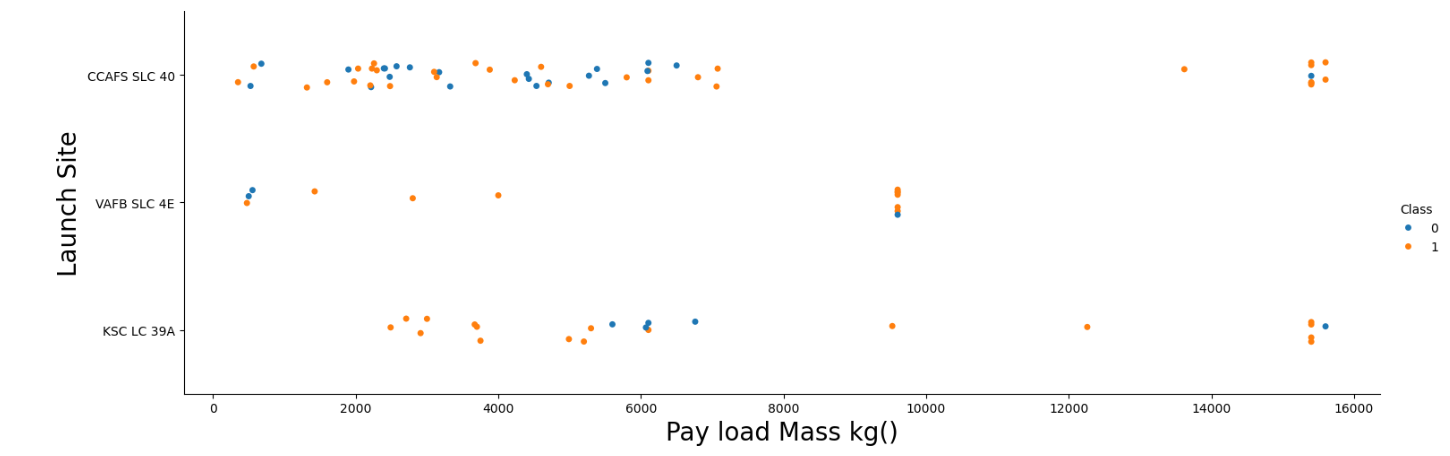 Launch Site
CCAFS SLC 40
VAFB SLC 4E
KSC LC 39A
0 2000 4000 6000 8000 10000 12000 14000 16000
Pay load Mass kg()
Class
0
1